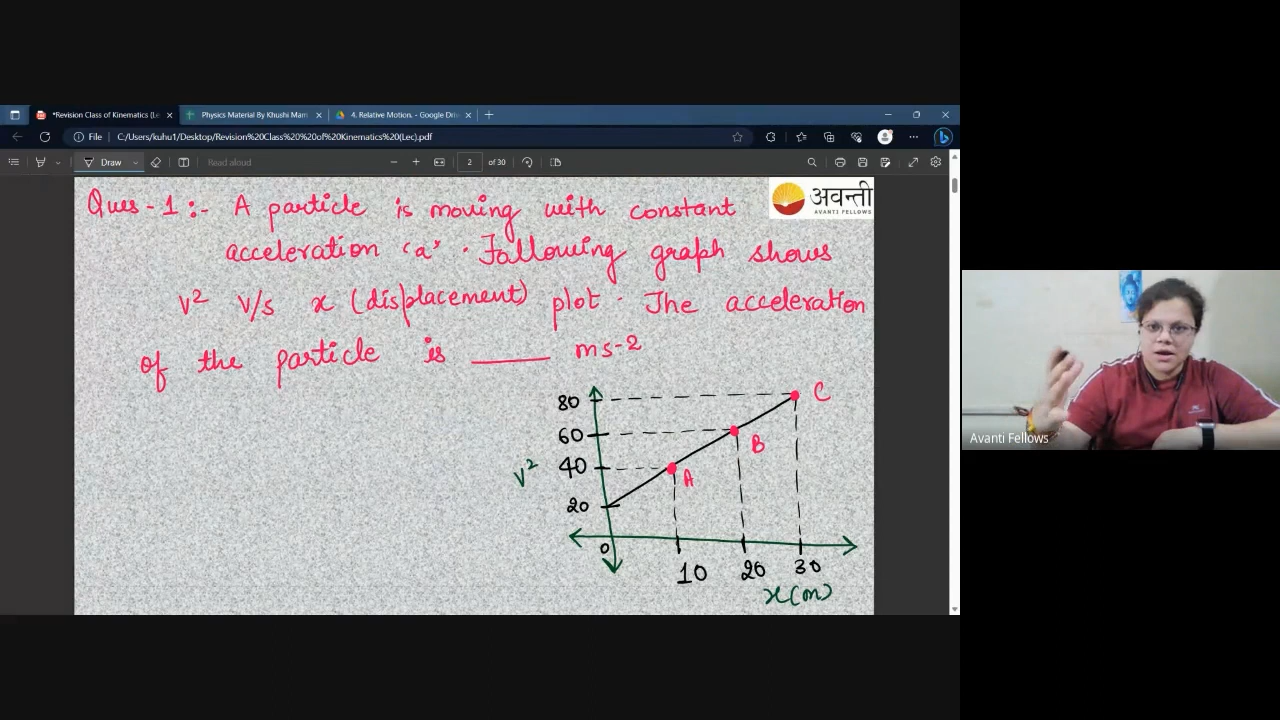 *Revision Class of Kinematics (Le
Physics Material By Khushi Mam
4. Relative Motion. - Google Dri
File
C:/Users/kuhu1/Desktop/Revision%20Class%20%20of%20Kinematics%20(Lec).pdf
Draw
Read aloud
2
of 30
Ques-1:- A particle is moving with constant
acceleration 'a'. Following graph shows
v² v/s x (displacement) plot. The acceleration
of the particle is ______ ms-2
अवन्ती
AVANTI FELLOWS
80
60
40
20
0
v²
A
B
C
10 20 30
x(m)
Avanti Fellows